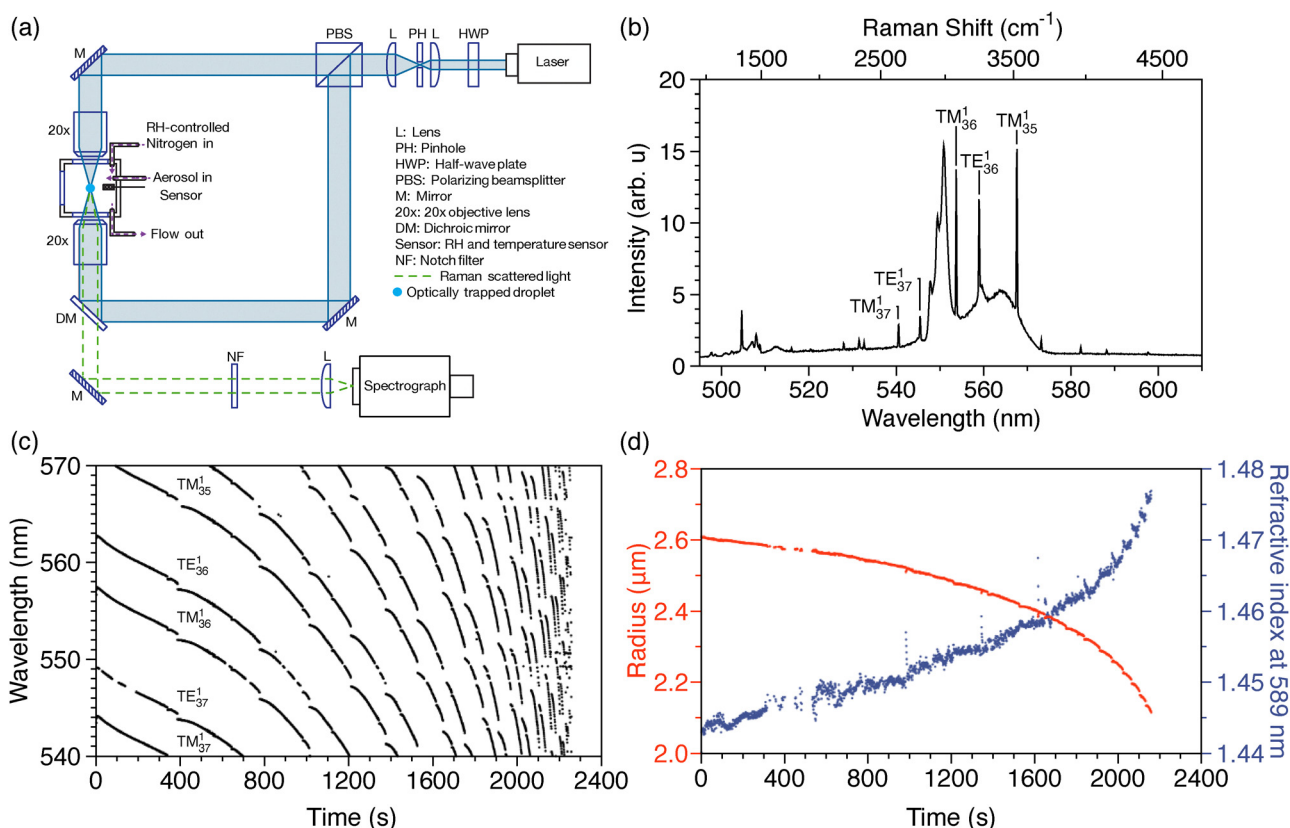 (a)
PBS
L
PH
L
HWP
M
Laser
20x
RH-controlled
Nitrogen in
Aerosol in
Sensor
Flow out
20x
L: Lens
PH: Pinhole
HWP: Half-wave plate
PBS: Polarizing beamsplitter
M: Mirror
20x: 20x objective lens
DM: Dichroic mirror
Sensor: RH and temperature sensor
NF: Notch filter
Raman scattered light
Optically trapped droplet
DM
M
NF
L
M
Spectrograph
(b)
Raman Shift (cm⁻¹)
1500 2500 3500 4500
20
15
10
5
0
Intensity (arb. u)
TM¹₃₆
TM¹₃₅
TE¹₃₆
TE¹₃₇
TM¹₃₇
500 520 540 560 580 600
Wavelength (nm)
(c)
570
560
550
540
Wavelength (nm)
TM¹₃₅
TE¹₃₆
TM¹₃₆
TE¹₃₇
TM¹₃₇
0 400 800 1200 1600 2000 2400
Time (s)
(d)
2.8
2.6
2.4
2.2
2.0
Radius (µm)
1.48
1.47
1.46
1.45
1.44
Refractive index at 589 nm
0 400 800 1200 1600 2000 2400
Time (s)